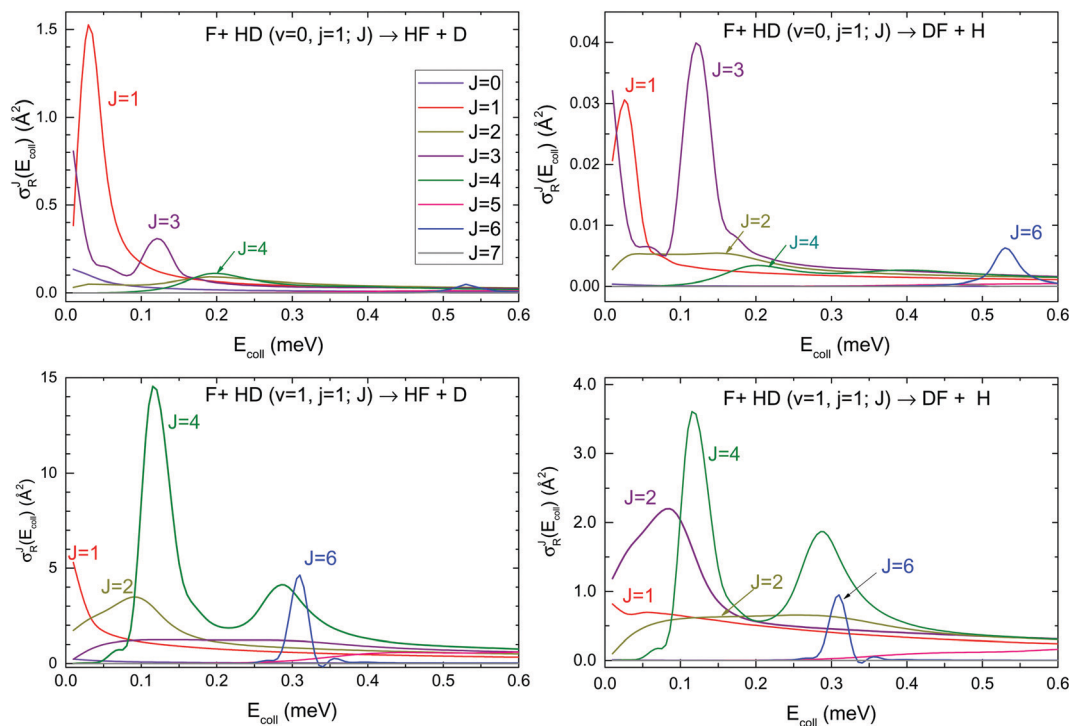 F+ HD (v=0, j=1; J) → HF + D
1.5
1.0
0.5
0.0
σ_R^J(E_coll) (Å²)
J=1
J=3
J=4
J=0
J=1
J=2
J=3
J=4
J=5
J=6
J=7
0.0 0.1 0.2 0.3 0.4 0.5 0.6
E_coll (meV)
F+ HD (v=0, j=1; J) → DF + H
0.04
0.03
0.02
0.01
0.00
σ_R^J(E_coll) (Å²)
J=1
J=3
J=2
J=4
J=6
0.0 0.1 0.2 0.3 0.4 0.5 0.6
E_coll (meV)
F+ HD (v=1, j=1; J) → HF + D
15
10
5
0
σ_R^J(E_coll) (Å²)
J=4
J=1
J=2
J=6
0.0 0.1 0.2 0.3 0.4 0.5 0.6
E_coll (meV)
F+ HD (v=1, j=1; J) → DF + H
4.0
3.0
2.0
1.0
0.0
σ_R^J(E_coll) (Å²)
J=4
J=2
J=1
J=2
J=6
0.0 0.1 0.2 0.3 0.4 0.5 0.6
E_coll (meV)